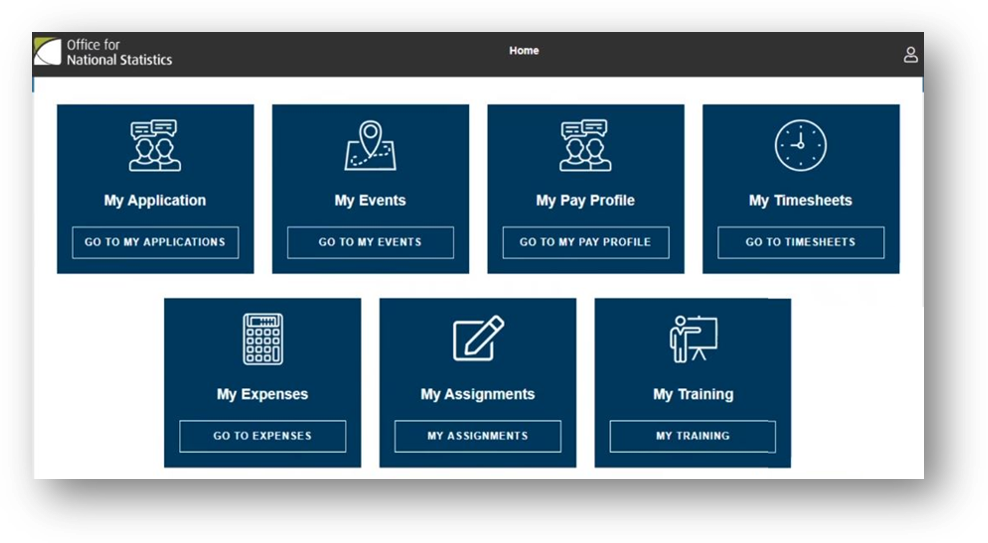 Office for
National Statistics
Home
My Application
My Events
My Pay Profile
My Timesheets
GO TO MY APPLICATIONS
GO TO MY EVENTS
GO TO MY PAY PROFILE
GO TO TIMESHEETS
My Expenses
My Assignments
My Training
GO TO EXPENSES
MY ASSIGNMENTS
MY TRAINING